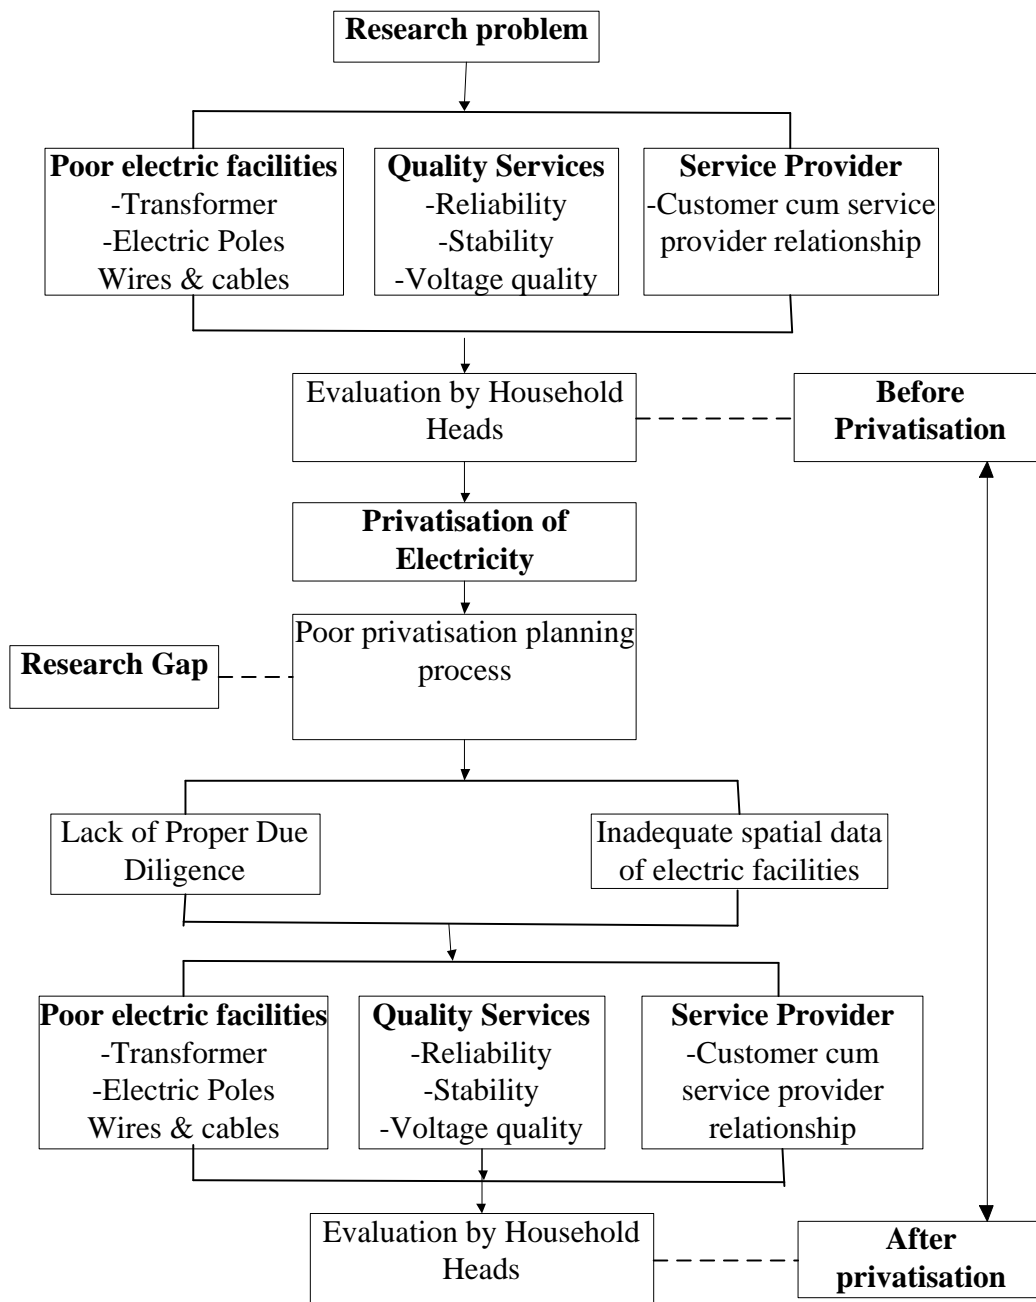 Research problem
Poor electric facilities
-Transformer
-Electric Poles
Wires & cables
Quality Services
-Reliability
-Stability
-Voltage quality
Service Provider
-Customer cum service
provider relationship
Evaluation by Household
Heads
Before
Privatisation
Privatisation of
Electricity
Poor privatisation planning
process
Research Gap
Lack of Proper Due
Diligence
Inadequate spatial data
of electric facilities
Poor electric facilities
-Transformer
-Electric Poles
Wires & cables
Quality Services
-Reliability
-Stability
-Voltage quality
Service Provider
-Customer cum
service provider
relationship
Evaluation by Household
Heads
After
privatisation